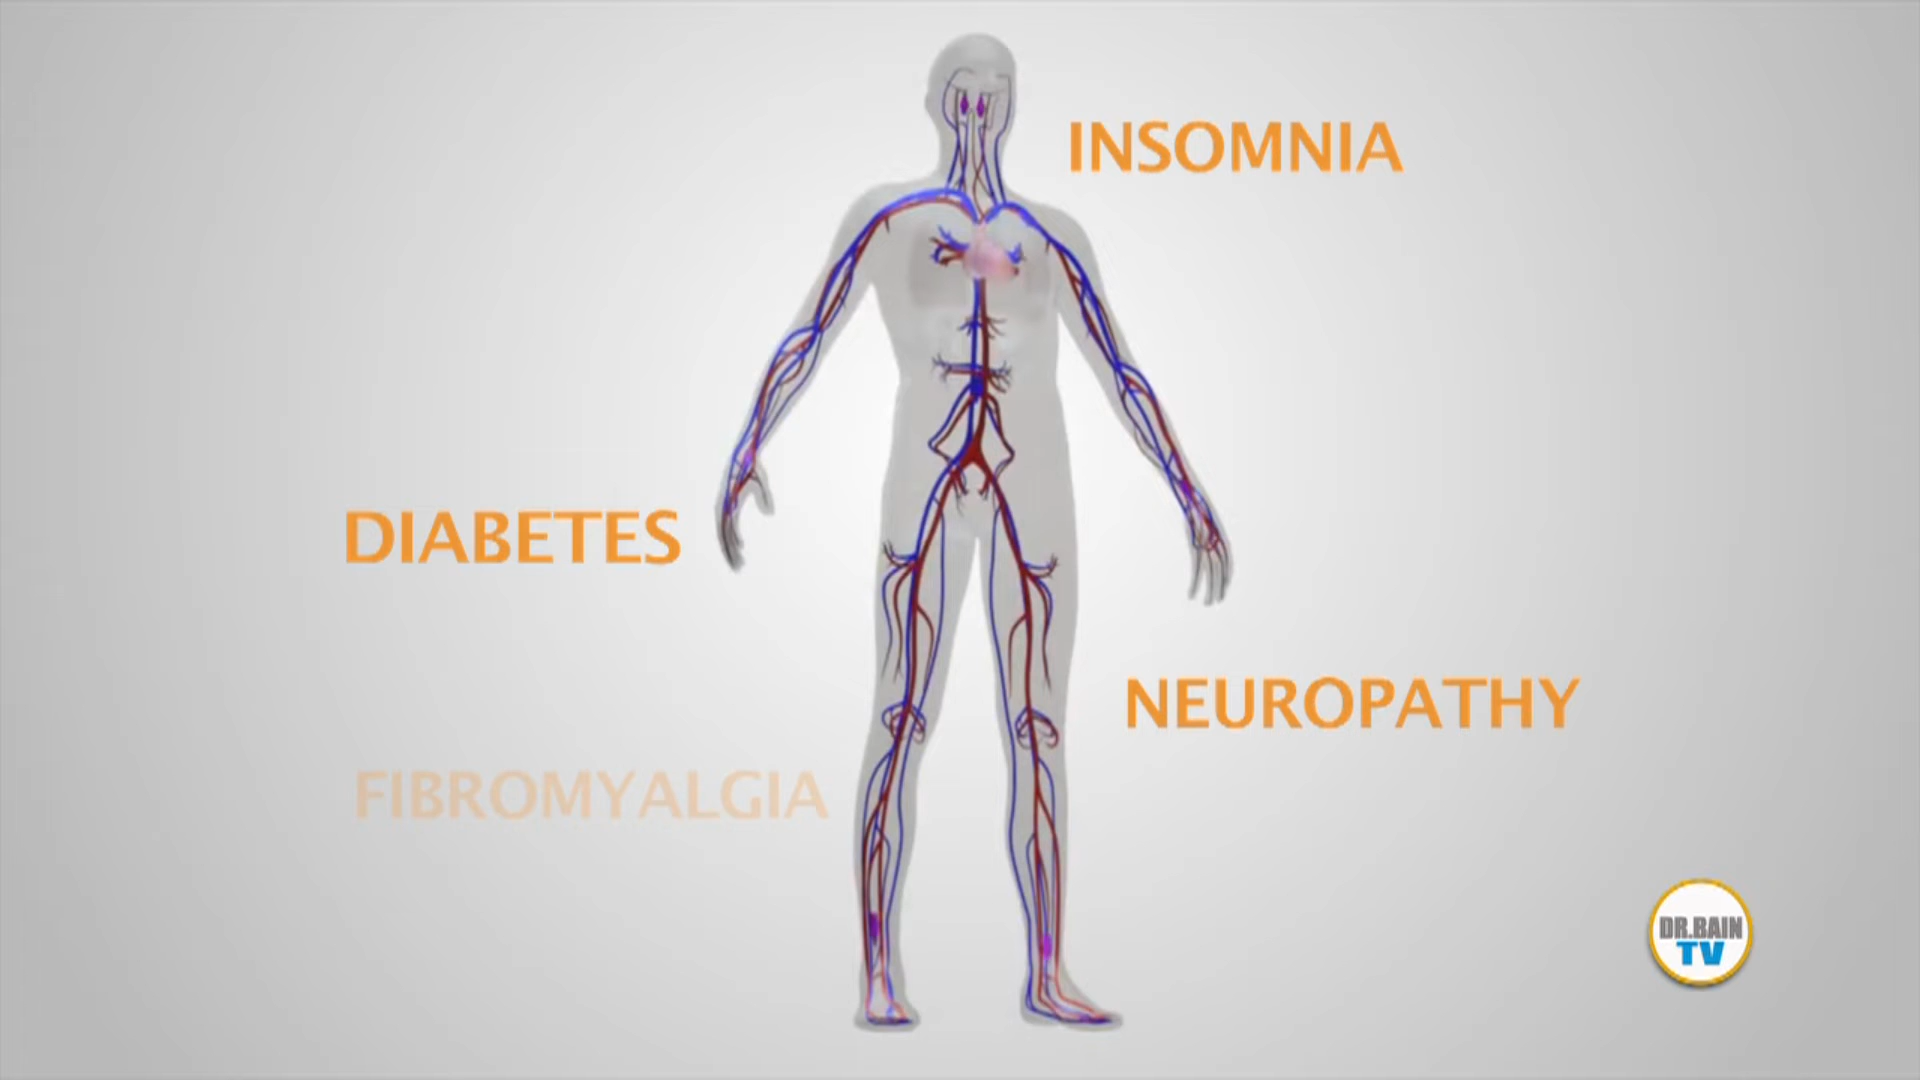 INSOMNIA
DIABETES
NEUROPATHY
FIBROMYALGIA
DR.BAIN
TV